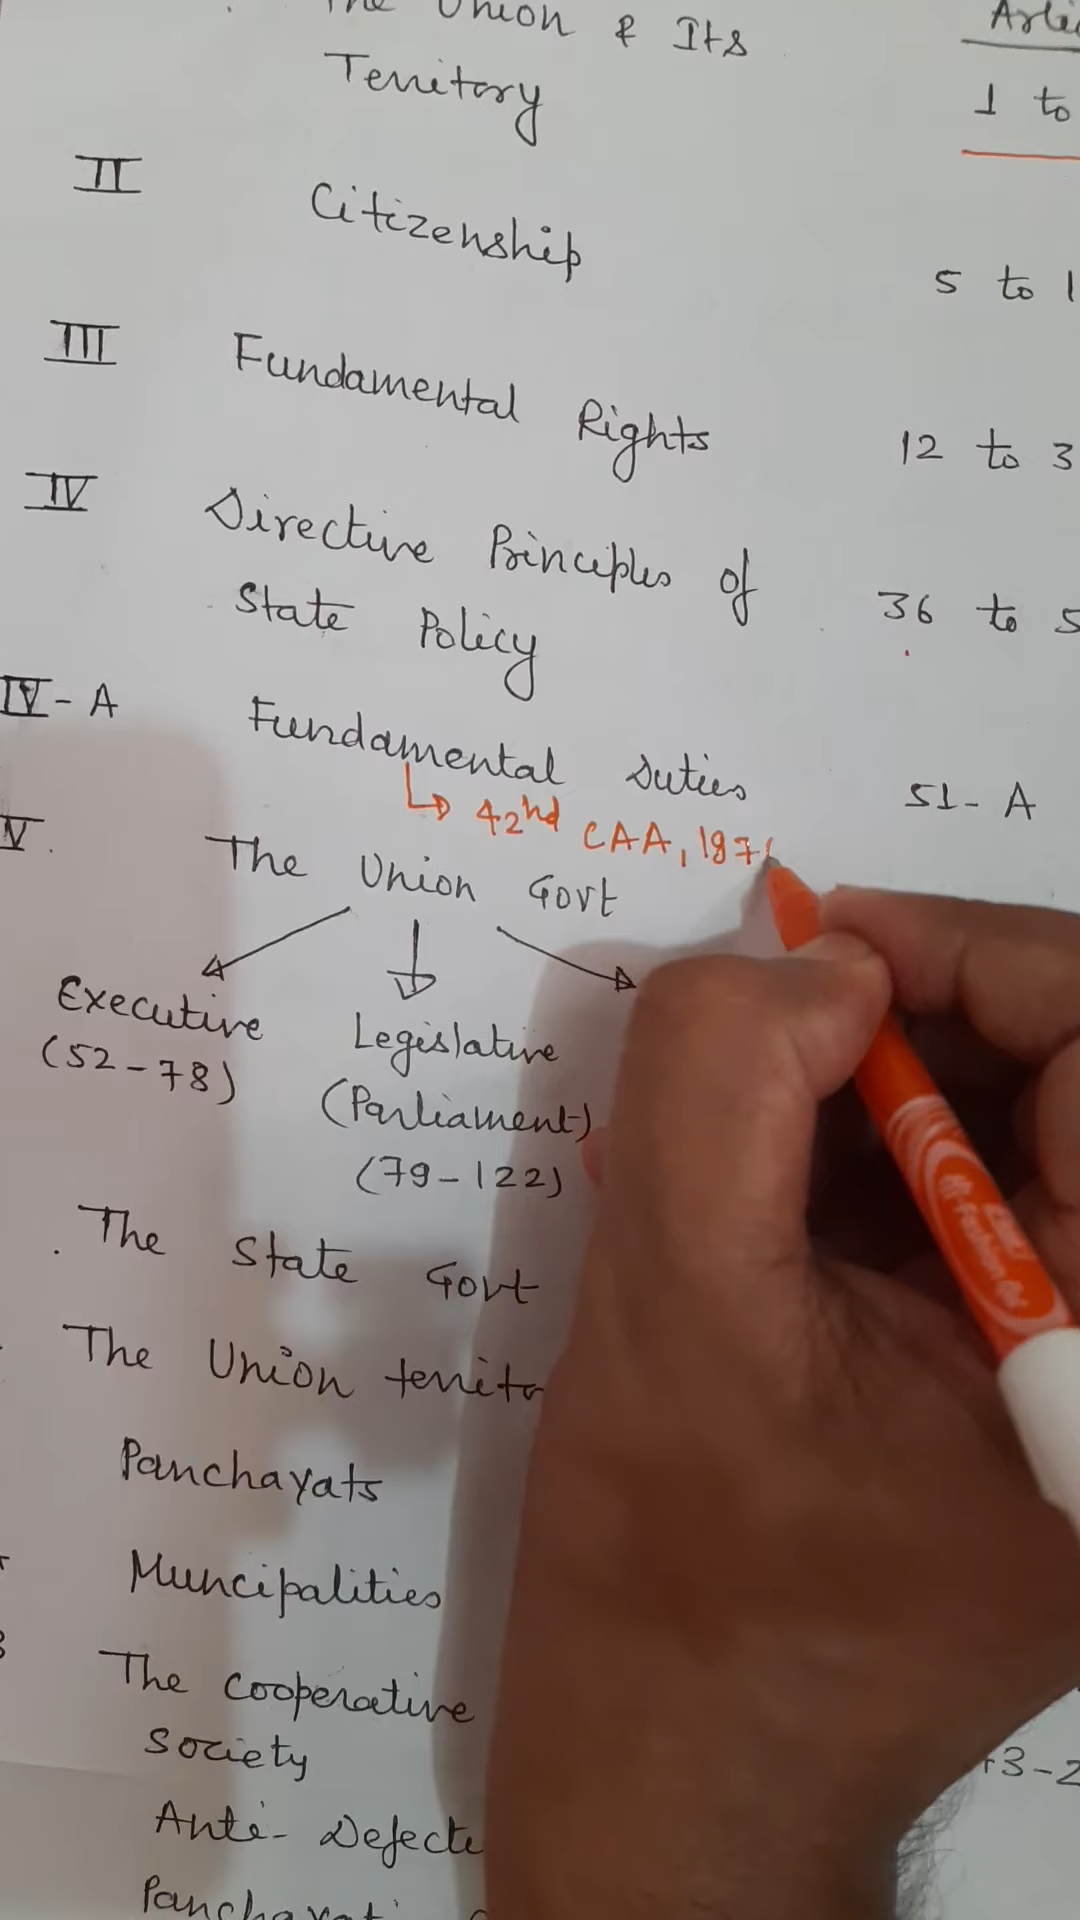 The Union & Its
Artic
Territory
1 to
II Citizenship
5 to 1
III Fundamental Rights
12 to 3
IV Directive Principles of
State Policy
36 to 5
IV-A Fundamental Duties
51-A
42nd CAA, 197
V. The Union Govt
Executive
(52-78)
Legislative
(Parliament)
(79-122)
The State Govt
The Union territo
Panchayats
Muncipalities
The Cooperative
Society
Anti-Defecti